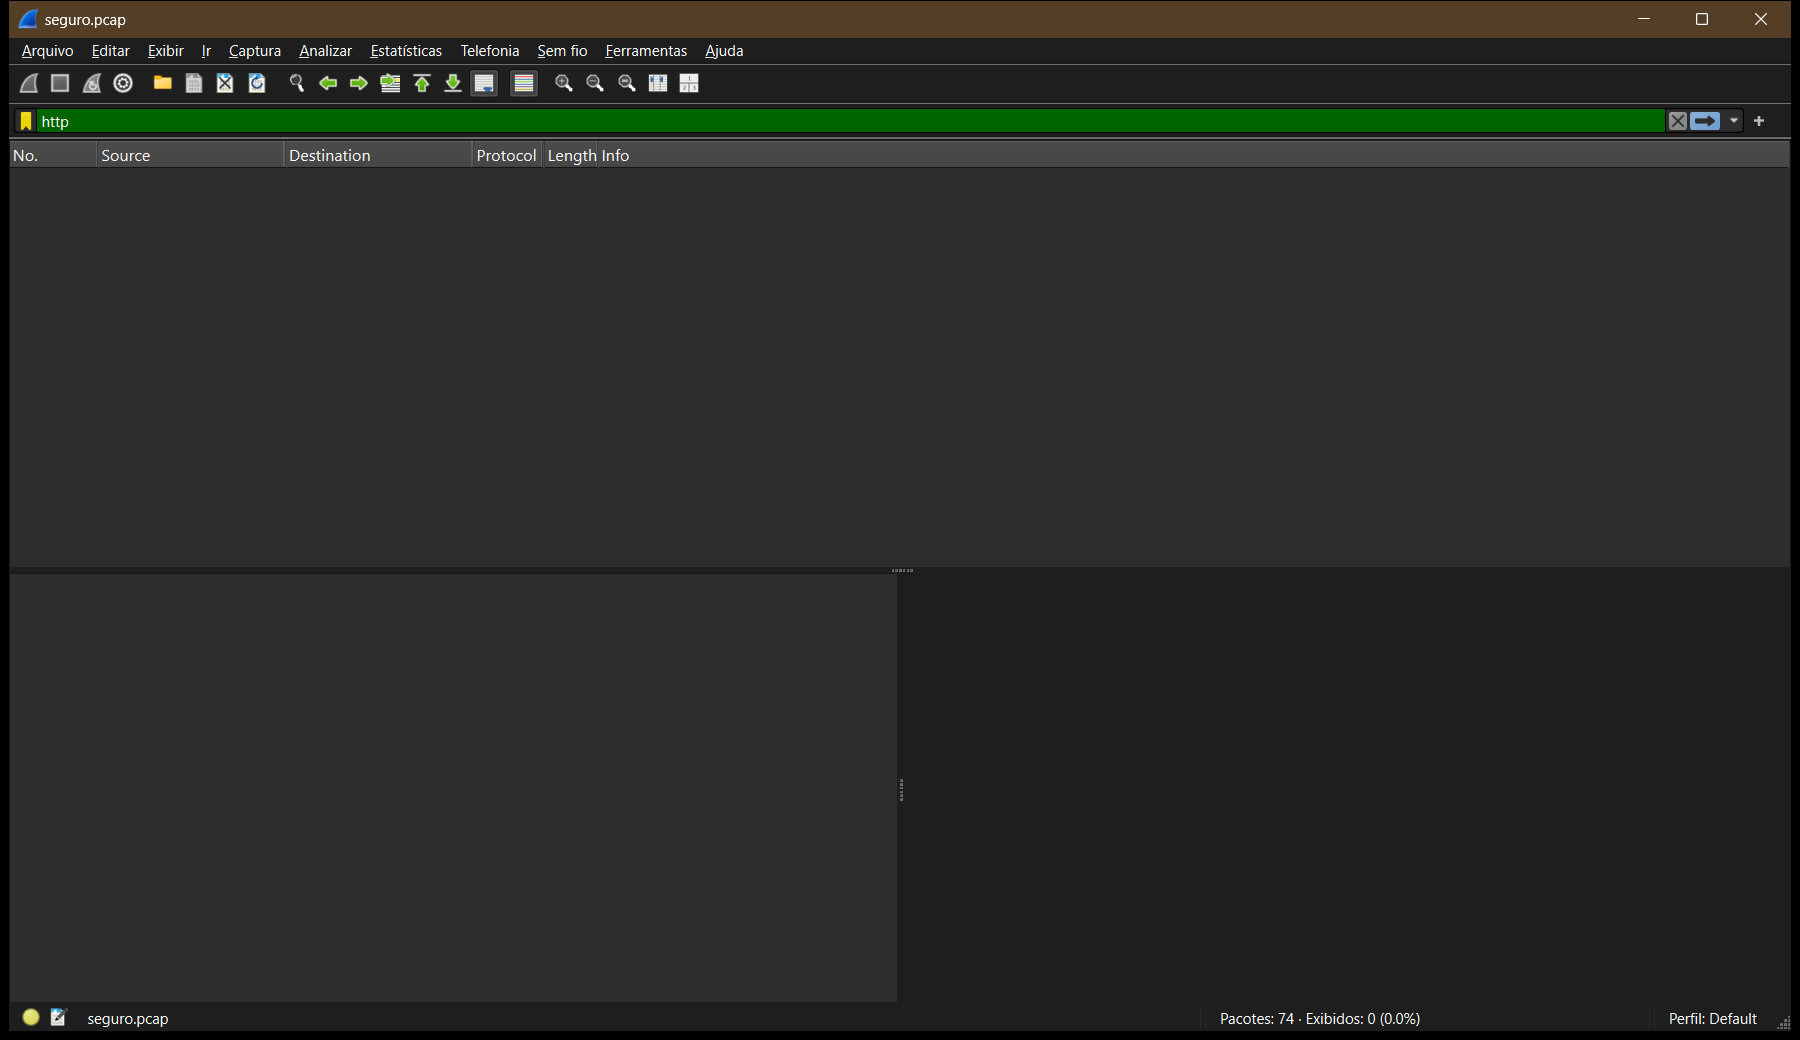 seguro.pcap
Arquivo Editar Exibir Ir Captura Analizar Estatísticas Telefonia Sem fio Ferramentas Ajuda
http
No. Source Destination Protocol Length Info
seguro.pcap Pacotes: 74 · Exibidos: 0 (0.0%) Perfil: Default